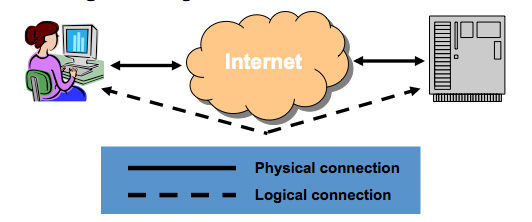 Internet
Physical connection
Logical connection